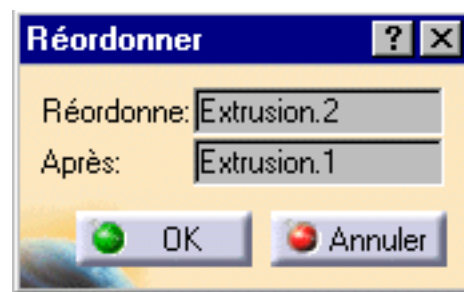 Réordonner ? ×
Réordonne: Extrusion.2
Après: Extrusion.1
OK Annuler